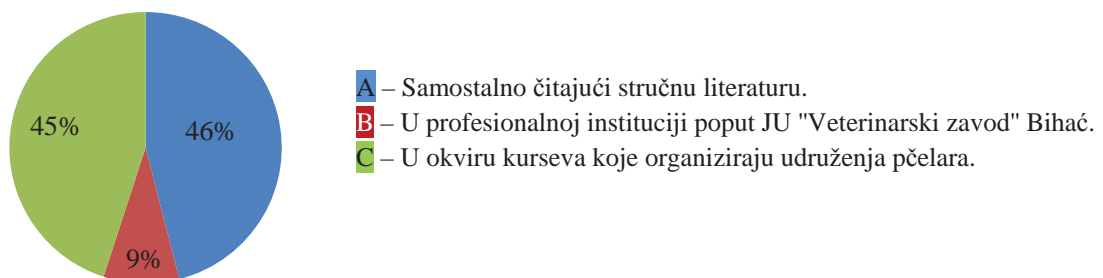 45%
46%
9%
A – Samostalno čitajući stručnu literaturu.
B – U profesionalnoj instituciji poput JU "Veterinarski zavod" Bihać.
C – U okviru kurseva koje organiziraju udruženja pčelara.